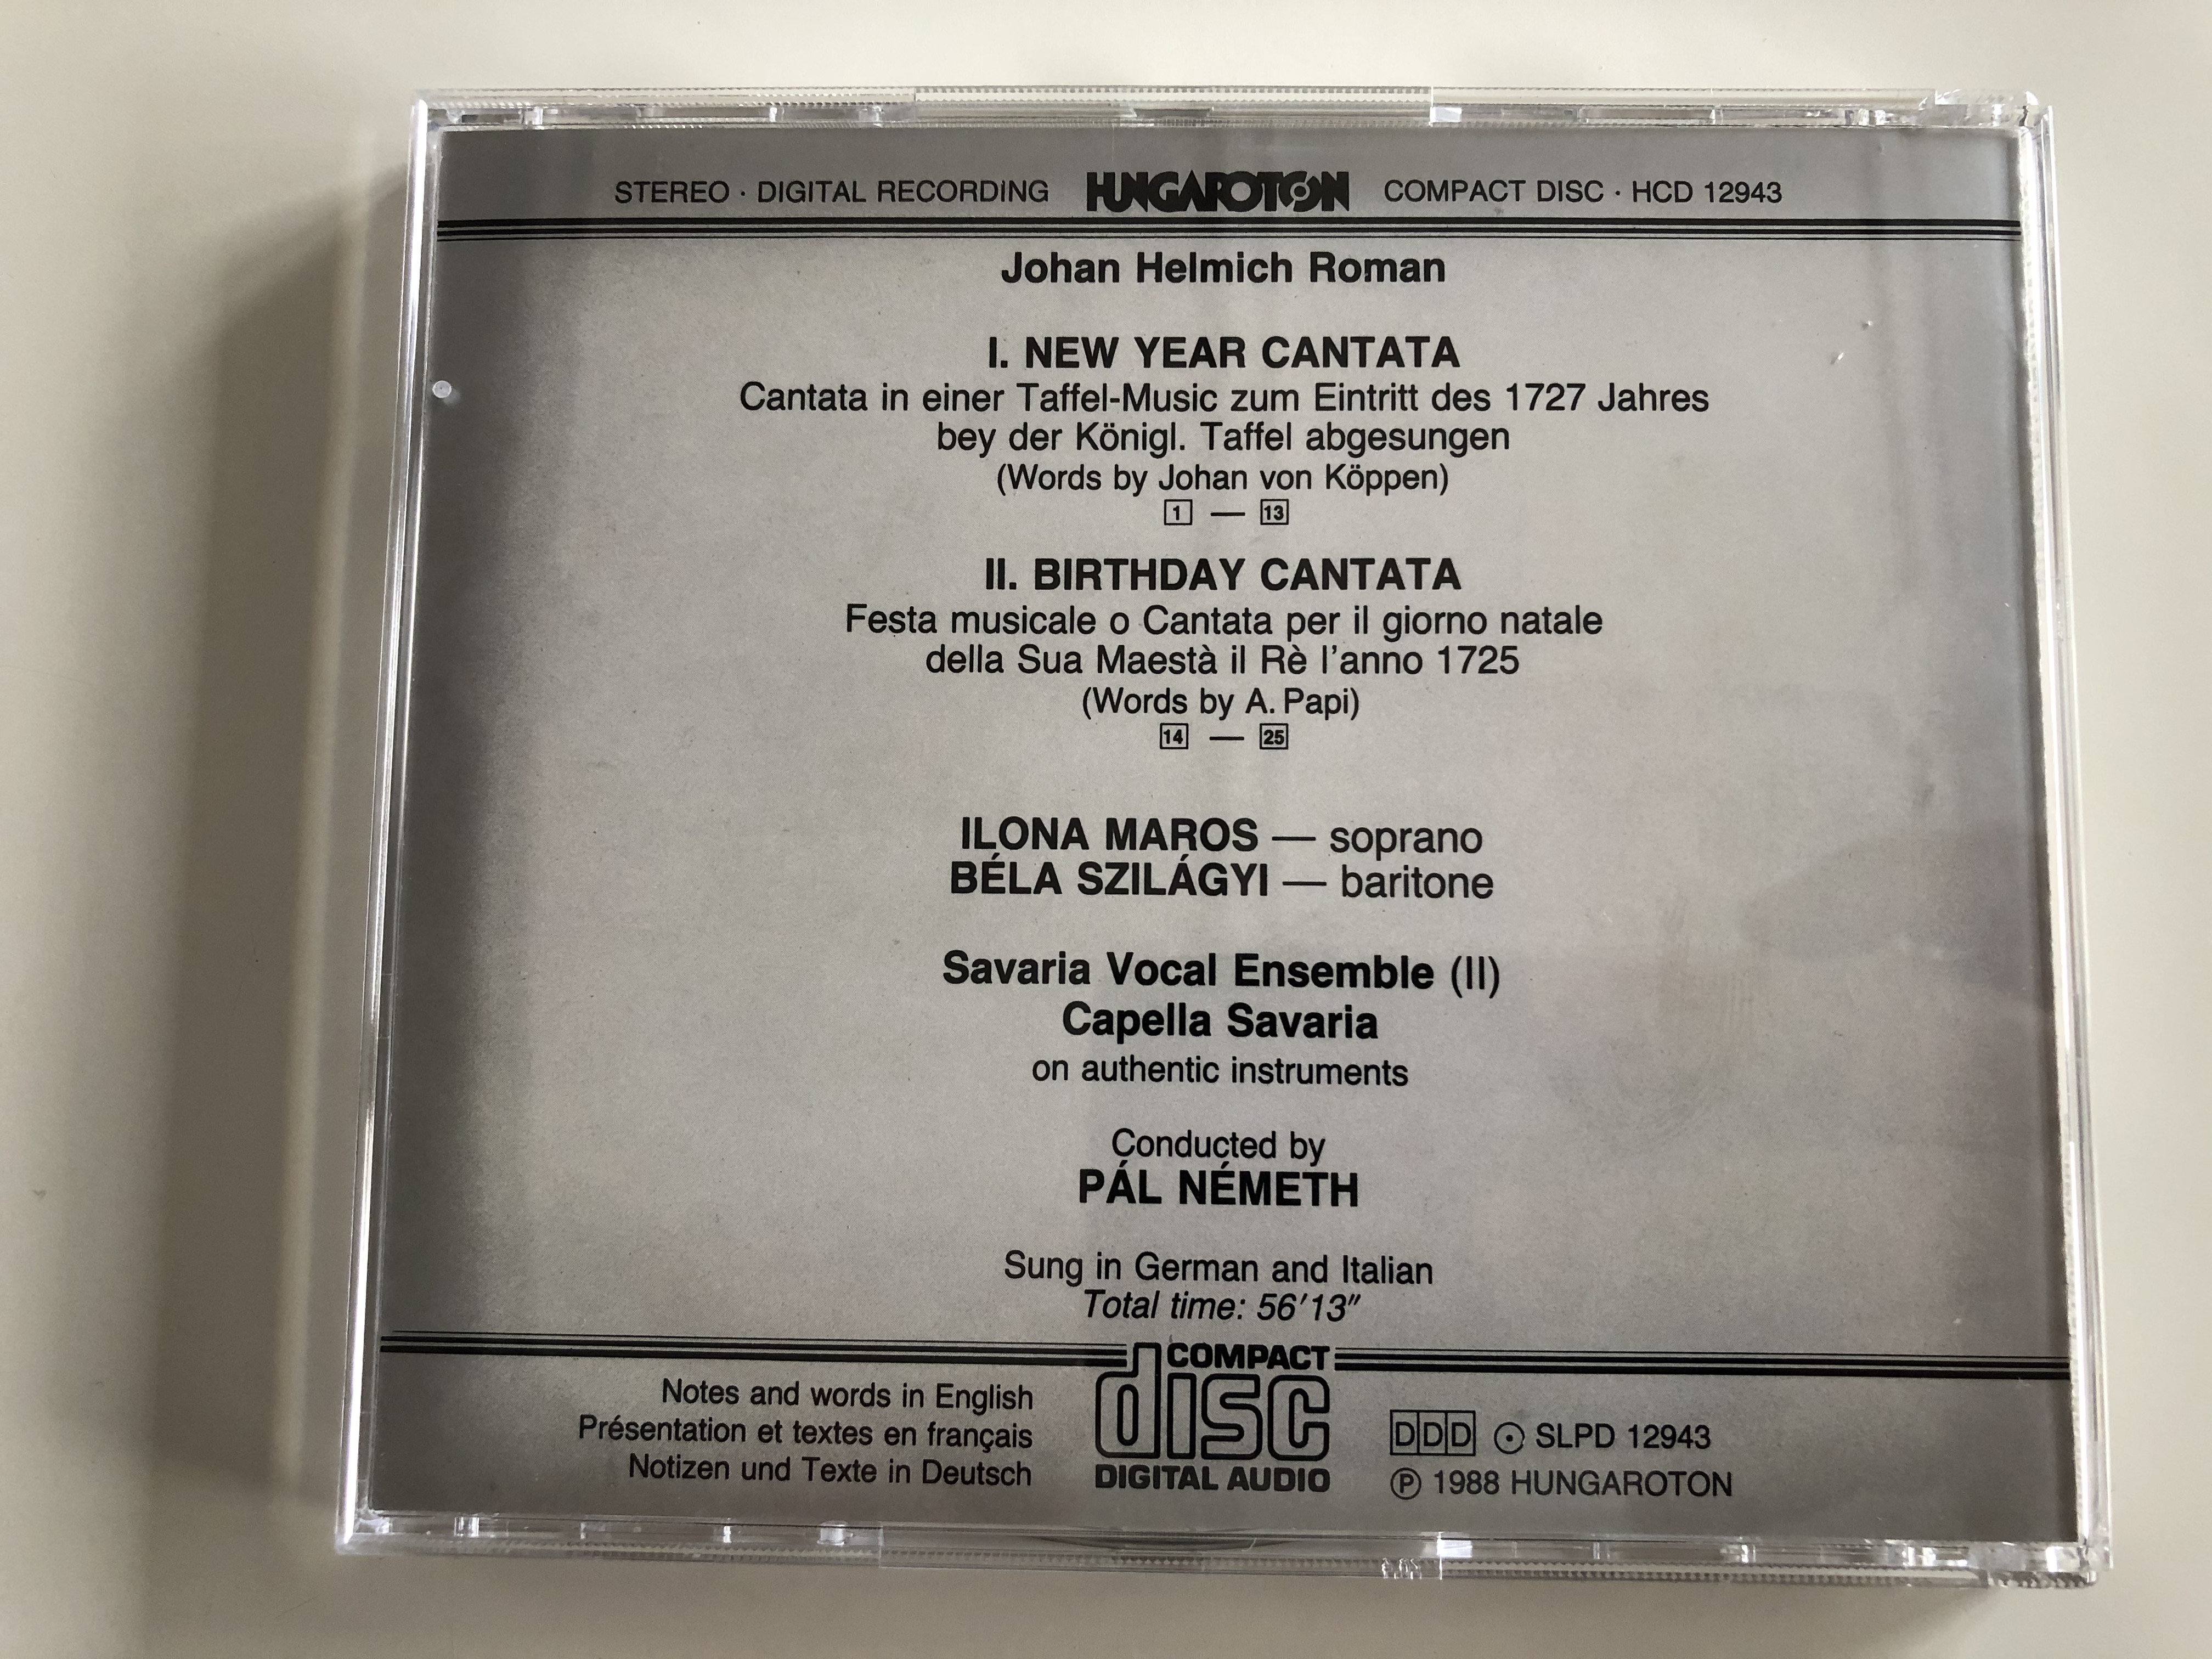 STEREO · DIGITAL RECORDING HUNGAROTON COMPACT DISC · HCD 12943
Johan Helmich Roman
I. NEW YEAR CANTATA
Cantata in einer Taffel-Music zum Eintritt des 1727 Jahres
bey der Königl. Taffel abgesungen
(Words by Johan von Köppen)
1 — 13
II. BIRTHDAY CANTATA
Festa musicale o Cantata per il giorno natale
della Sua Maestà il Rè l'anno 1725
(Words by A. Papi)
14 — 25
ILONA MAROS — soprano
BÉLA SZILÁGYI — baritone
Savaria Vocal Ensemble (II)
Capella Savaria
on authentic instruments
Conducted by
PÁL NÉMETH
Sung in German and Italian
Total time: 56′13″
Notes and words in English
Présentation et textes en français
Notizen und Texte in Deutsch
COMPACT
disc
DIGITAL AUDIO
DDD ⊙ SLPD 12943
℗ 1988 HUNGAROTON